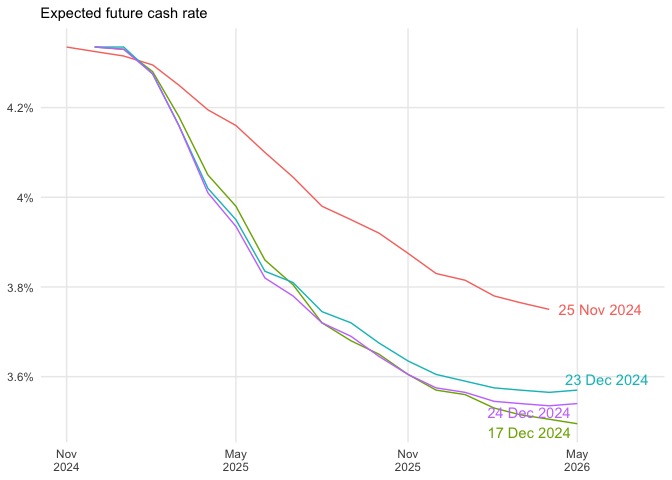 Expected future cash rate
4.2%
4%
3.8%
3.6%
25 Nov 2024
23 Dec 2024
24 Dec 2024
17 Dec 2024
Nov
2024
May
2025
Nov
2025
May
2026